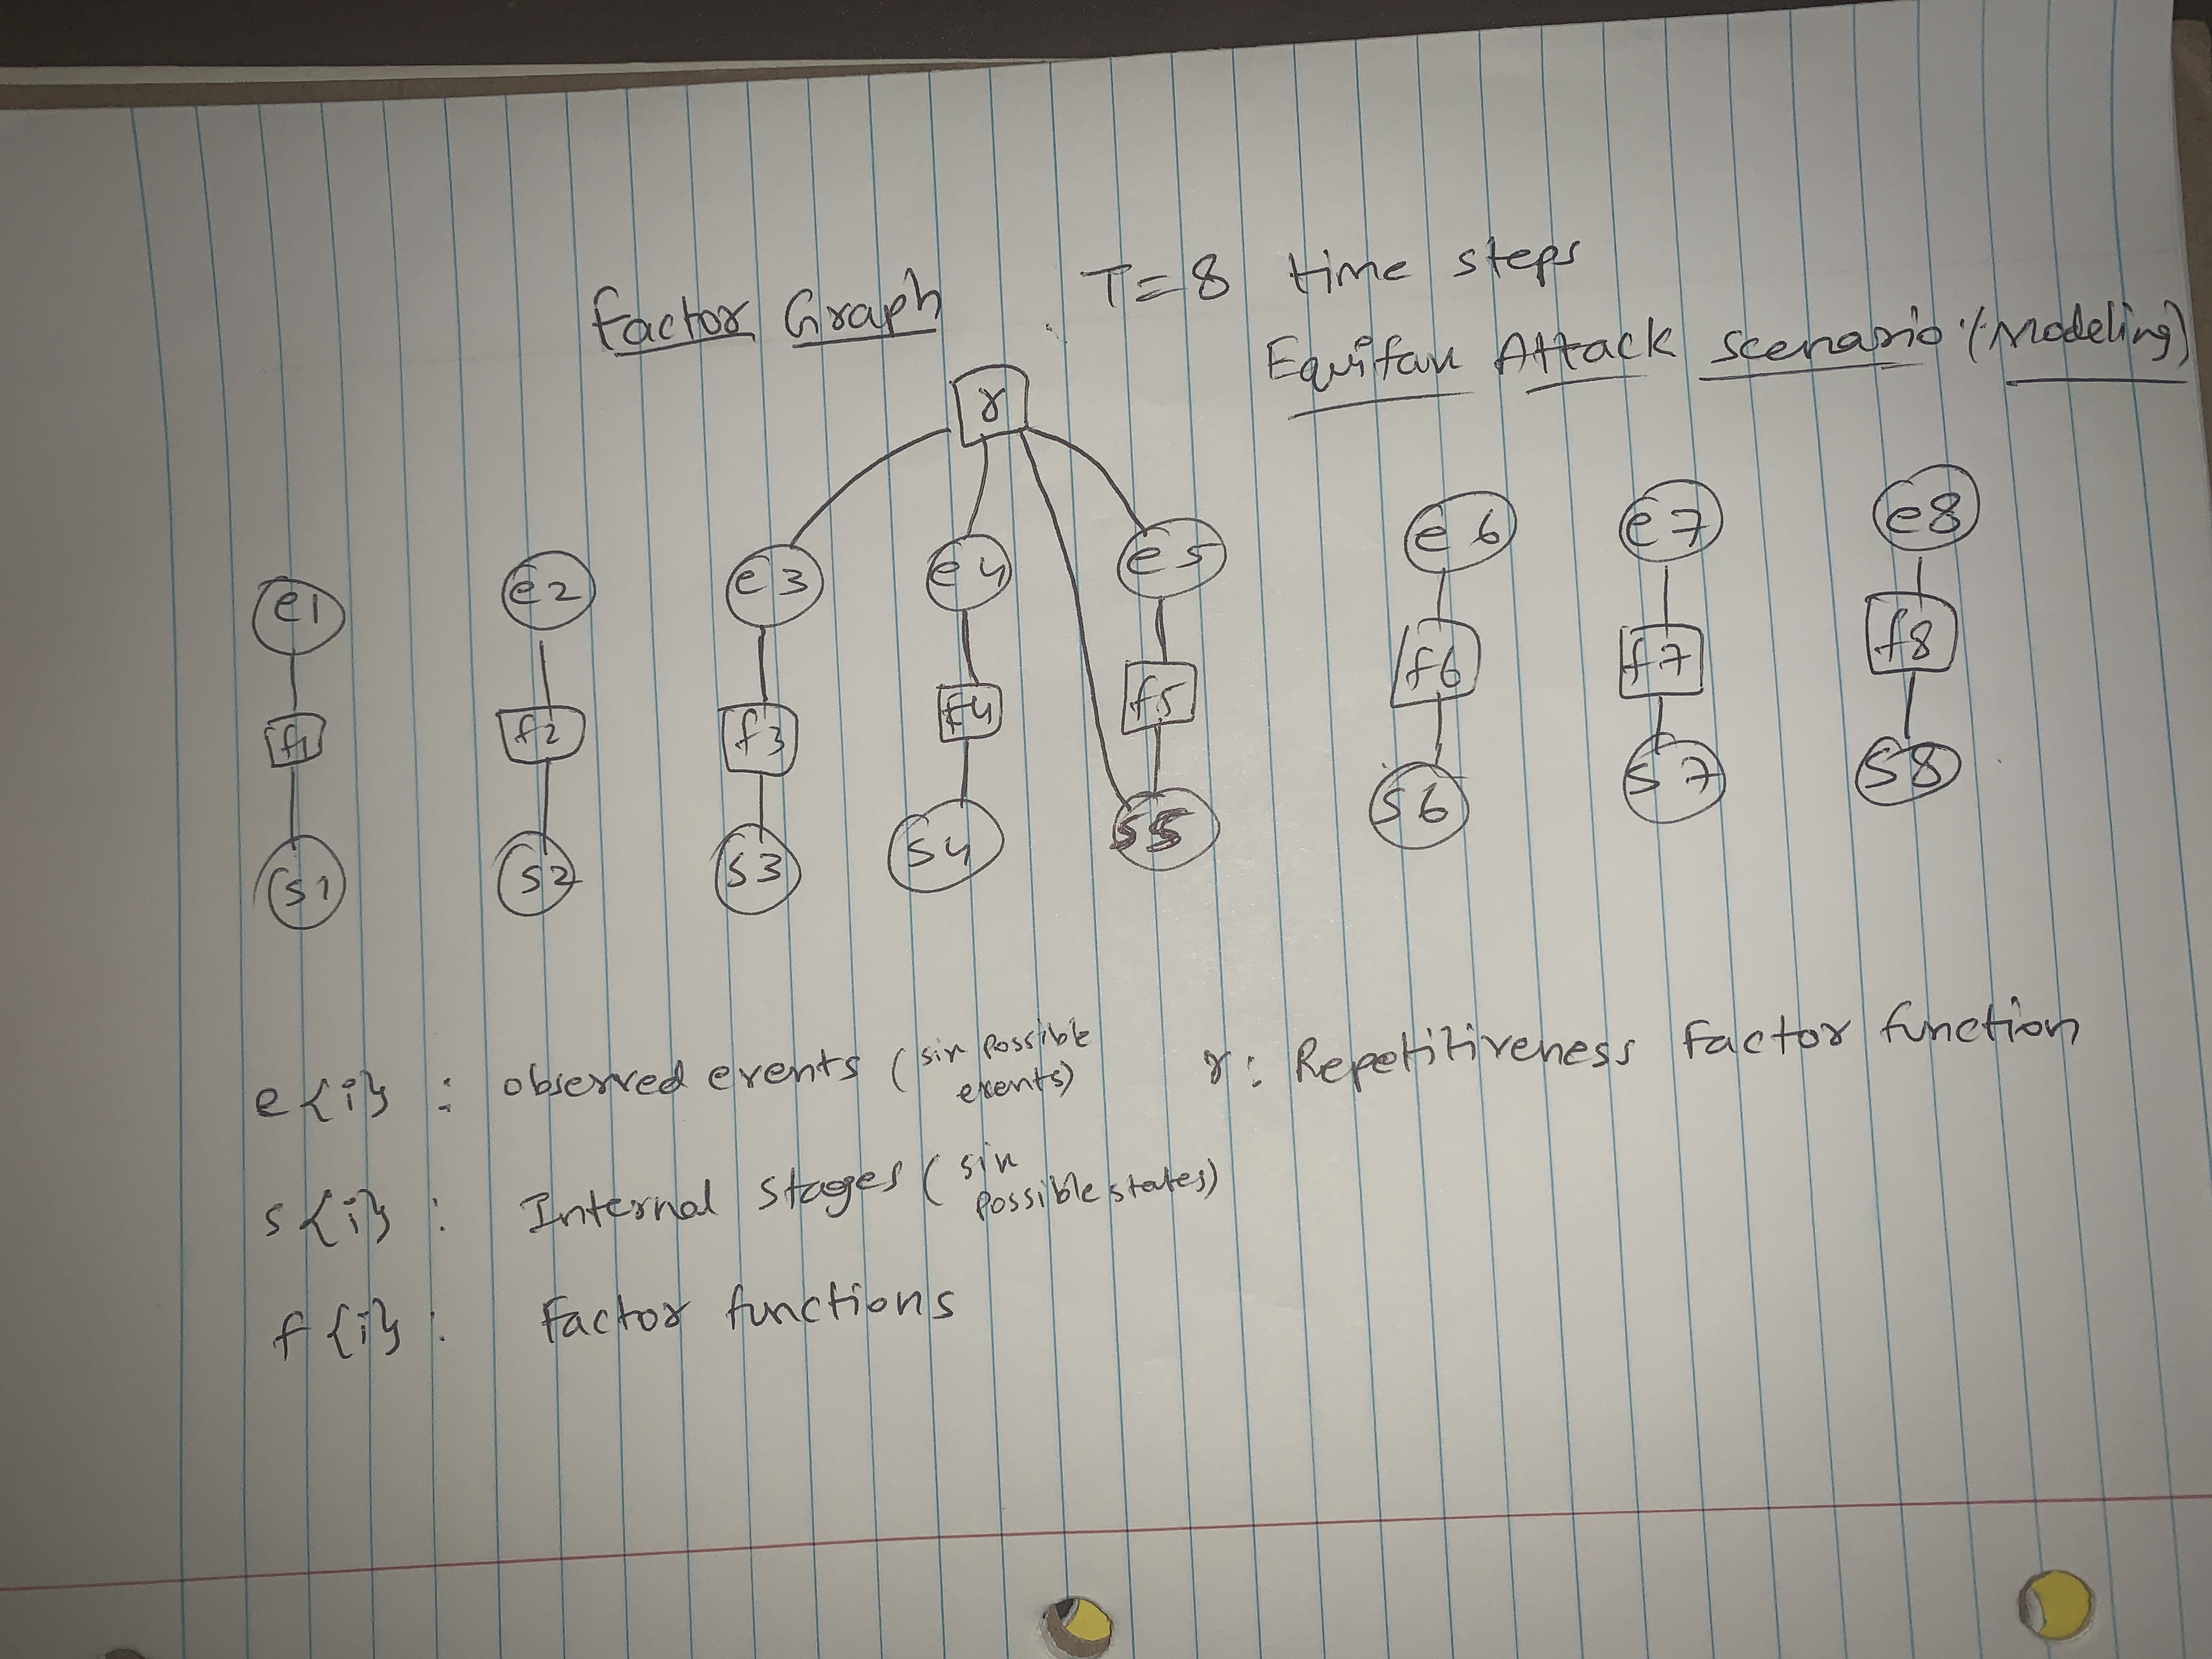 Factor Graph T=8 time steps
Equifax Attack Scenario (Modeling)
r
e1 e2 e3 e4 e5 e6 e7 e8
f1 f2 f3 f4 f5 f6 f7 f8
s1 s2 s3 s4 s5 s6 s7 s8
e{i} : observed events (six possible events) r: Repetitiveness Factor function
s{i} : Internal stages (six possible states)
f{i} : Factor functions